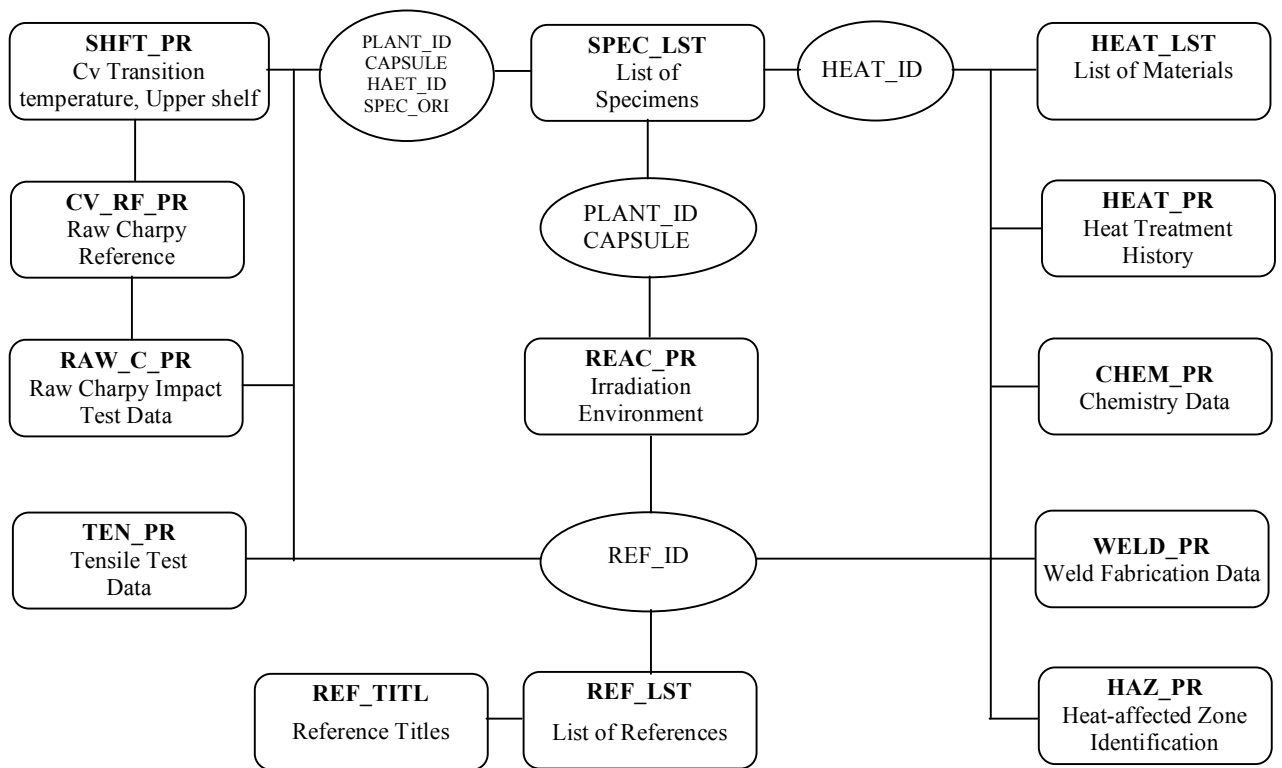 SHFT_PR
Cv Transition
temperature, Upper shelf
PLANT_ID
CAPSULE
HAET_ID
SPEC_ORI
SPEC_LST
List of
Specimens
HEAT_ID
HEAT_LST
List of Materials
CV_RF_PR
Raw Charpy
Reference
PLANT_ID
CAPSULE
HEAT_PR
Heat Treatment
History
RAW_C_PR
Raw Charpy Impact
Test Data
REAC_PR
Irradiation
Environment
CHEM_PR
Chemistry Data
TEN_PR
Tensile Test
Data
REF_ID
WELD_PR
Weld Fabrication Data
REF_TITL
Reference Titles
REF_LST
List of References
HAZ_PR
Heat-affected Zone
Identification